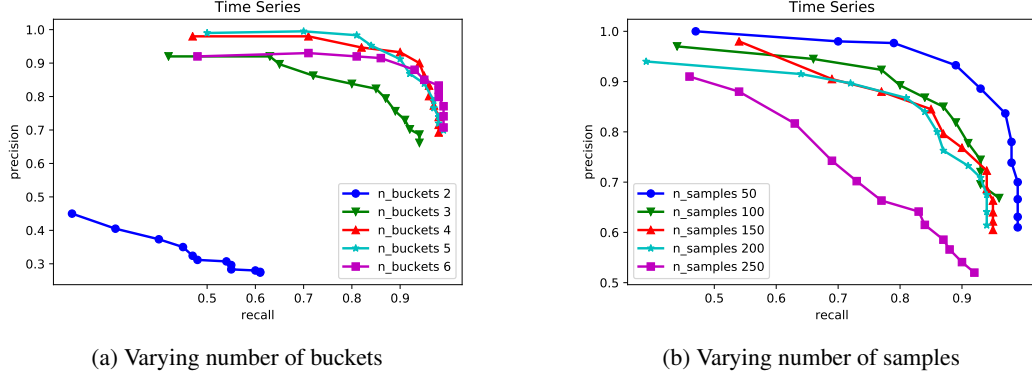 Time Series
1.0
0.9
0.8
0.7
0.6
0.5
0.4
0.3
precision
0.5 0.6 0.7 0.8 0.9
recall
n_buckets 2
n_buckets 3
n_buckets 4
n_buckets 5
n_buckets 6
(a) Varying number of buckets
Time Series
1.0
0.9
0.8
0.7
0.6
0.5
precision
0.5 0.7 0.8 0.9
recall
n_samples 50
n_samples 100
n_samples 150
n_samples 200
n_samples 250
(b) Varying number of samples